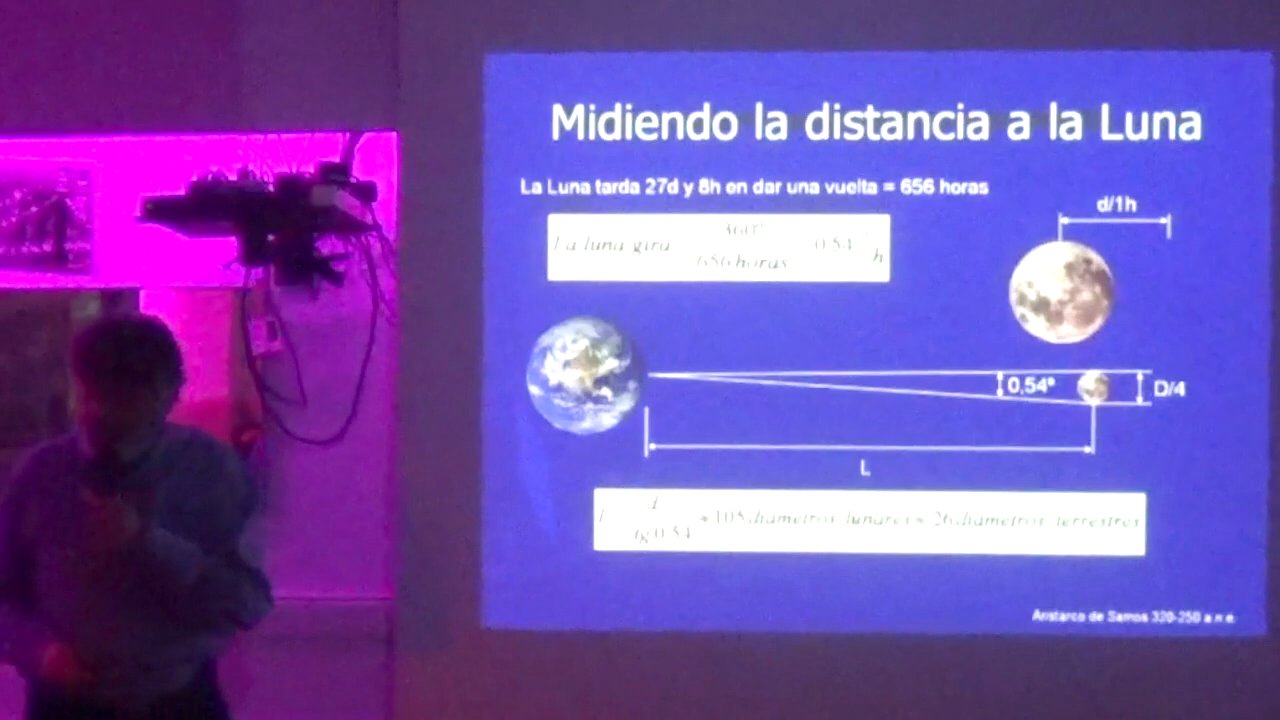 Midiendo la distancia a la Luna
La Luna tarda 27d y 8h en dar una vuelta = 656 horas
d/1h
La luna gira 360° 656 horas 0.54 h
0,54º
D/4
L
d tg 0.54 ≈ 105 diametros lunares ≈ 26 diametros terrestres
Aristarco de Samos 320-250 a.n.e.